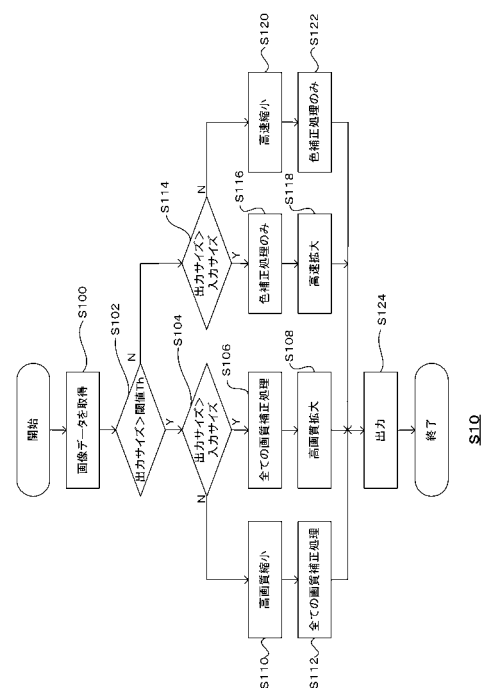 開始
画像データを取得
S100
出力サイズ>閾値Th
S102
N
Y
出力サイズ>
入力サイズ
S104
N
Y
出力サイズ>
入力サイズ
S114
N
Y
高画質縮小
S110
全ての画質補正処理
S112
全ての画質補正処理
S106
高画質拡大
S108
色補正処理のみ
S116
高速拡大
S118
高速縮小
S120
色補正処理のみ
S122
出力
S124
終了
S10